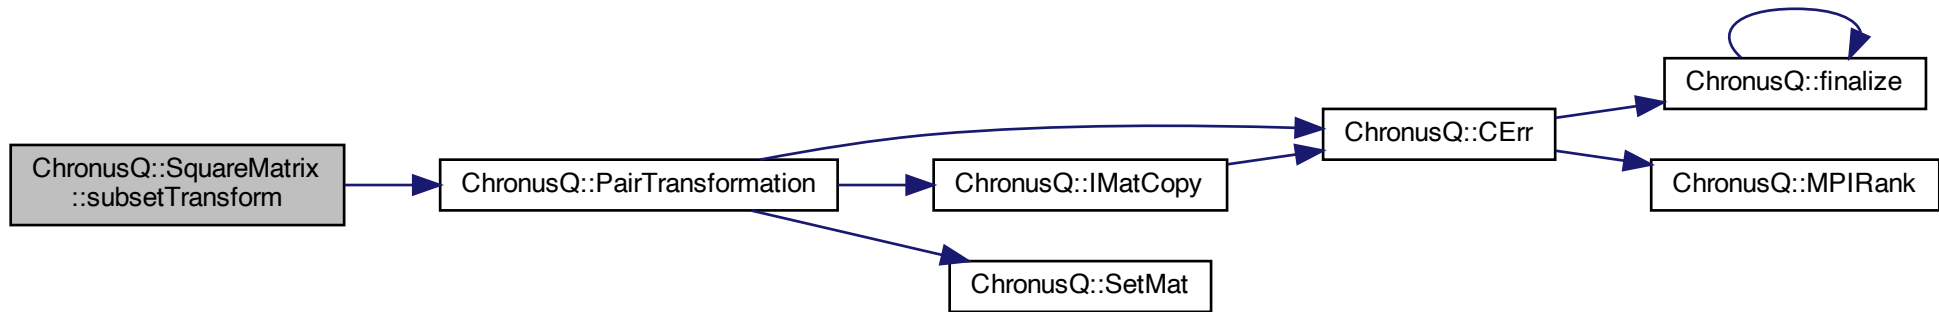 ChronusQ::SquareMatrix
::subsetTransform
ChronusQ::PairTransformation
ChronusQ::IMatCopy
ChronusQ::SetMat
ChronusQ::CErr
ChronusQ::finalize
ChronusQ::MPIRank